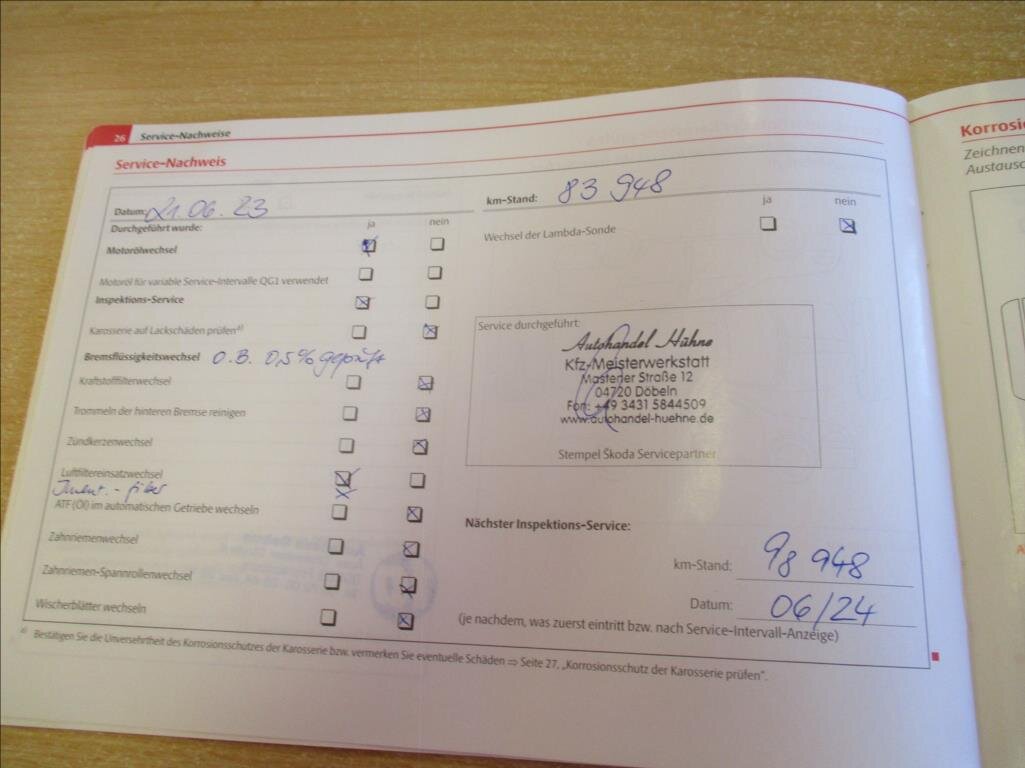 26 Service-Nachweise
Service-Nachweis
Datum: 21.06.23
Durchgeführt wurde: ja nein
Motorölwechsel
Motoröl für variable Service-Intervalle QG1 verwendet
Inspektions-Service
Karosserie auf Lackschäden prüfen a)
Bremsflüssigkeitswechsel O.B. 0,5% geprüft
Kraftstofffilterwechsel
Trommeln der hinteren Bremse reinigen
Zündkerzenwechsel
Luftfiltereinsatzwechsel
ATF (Öl) im automatischen Getriebe wechseln
Zahnriemenwechsel
Zahnriemen-Spannrollenwechsel
Wischerblätter wechseln
km-Stand: 83 948
ja nein
Wechsel der Lambda-Sonde
Service durchgeführt:
Autohandel Hühne
Kfz-Meisterwerkstatt
Mastener Straße 12
04720 Döbeln
Fon: +49 3431 5844509
www.autohandel-huehne.de
Stempel Škoda Servicepartner
Nächster Inspektions-Service:
km-Stand: 98 948
Datum: 06/24
(je nachdem, was zuerst eintritt bzw. nach Service-Intervall-Anzeige)
a) Bestätigen Sie die Unversehrtheit des Korrosionsschutzes der Karosserie bzw. vermerken Sie eventuelle Schäden ⇒ Seite 27, „Korrosionsschutz der Karosserie prüfen“.
Korrosi
Zeichnen
Austausc